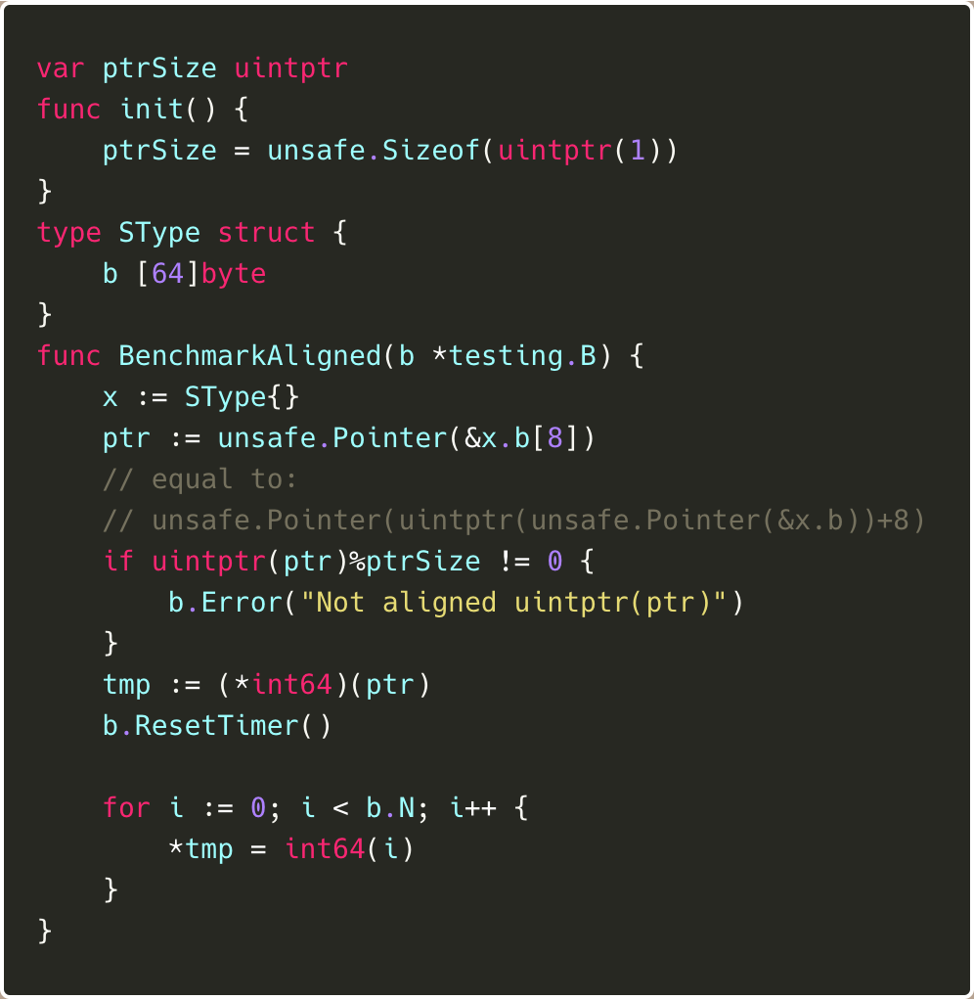 var ptrSize uintptr
func init() {
    ptrSize = unsafe.Sizeof(uintptr(1))
}
type SType struct {
    b [64]byte
}
func BenchmarkAligned(b *testing.B) {
    x := SType{}
    ptr := unsafe.Pointer(&x.b[8])
    // equal to:
    // unsafe.Pointer(uintptr(unsafe.Pointer(&x.b))+8)
    if uintptr(ptr)%ptrSize != 0 {
        b.Error("Not aligned uintptr(ptr)")
    }
    tmp := (*int64)(ptr)
    b.ResetTimer()

    for i := 0; i < b.N; i++ {
        *tmp = int64(i)
    }
}